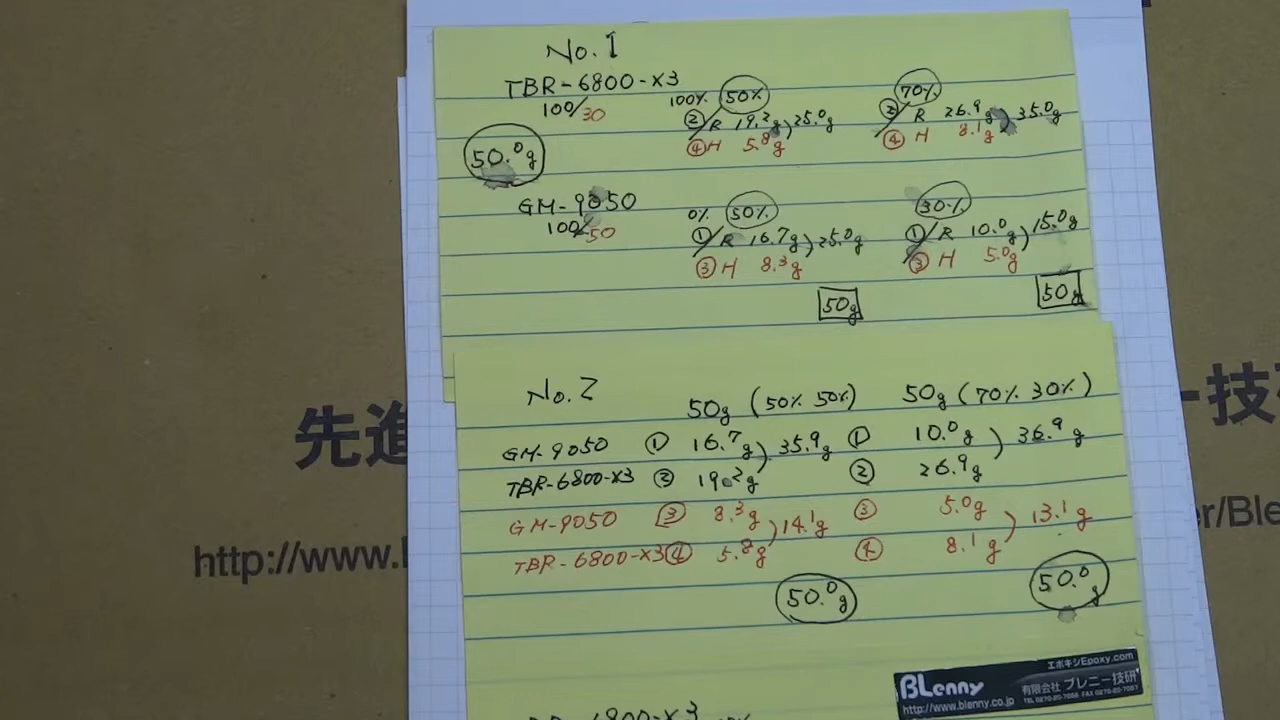 No.1
TBR-6800-X3
100/30
50.0g
100% 50%
② R 19.2g
④ H 5.8g
25.0g
70%
② R 26.9g
④ H 8.1g
35.0g
GM-9050
100/50
0% 50%
① R 16.7g
③ H 8.3g
25.0g
30%
① R 10.0g
③ H 5.0g
15.0g
50g
50g
No.2
50g (50% 50%) 50g (70% 30%)
GM-9050 ① 16.7g 35.9g ① 10.0g 36.9g
TBR-6800-X3 ② 19.2g ② 26.9g
GM-9050 ③ 8.3g 14.1g ③ 5.0g 13.1g
TBR-6800-X3 ④ 5.8g ④ 8.1g
50.0g 50.0g
先進
ー技
http://www.
er/Ble
エポキシEpoxy.com
BLenny
有限会社 ブレニー技研
http://www.blenny.co.jp